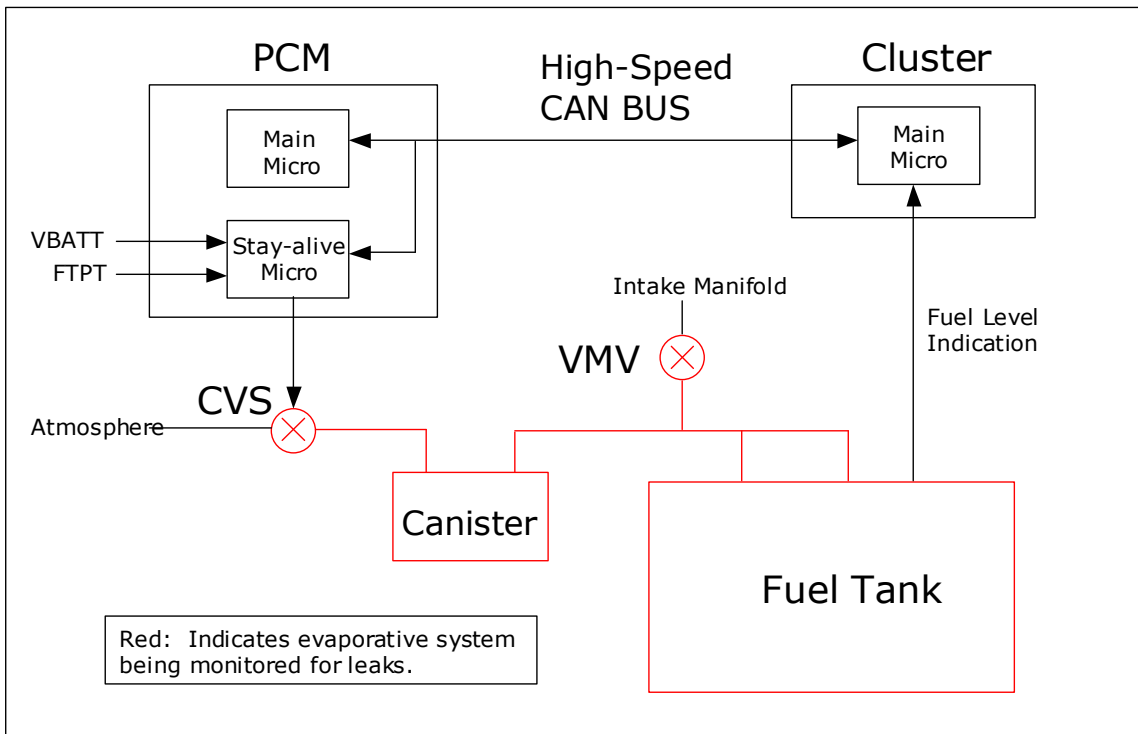 PCM
High-Speed
CAN BUS
Cluster
Main
Micro
Main
Micro
VBATT
FTPT
Stay-alive
Micro
Intake Manifold
Fuel Level
Indication
VMV
CVS
Atmosphere
Canister
Fuel Tank
Red: Indicates evaporative system
being monitored for leaks.